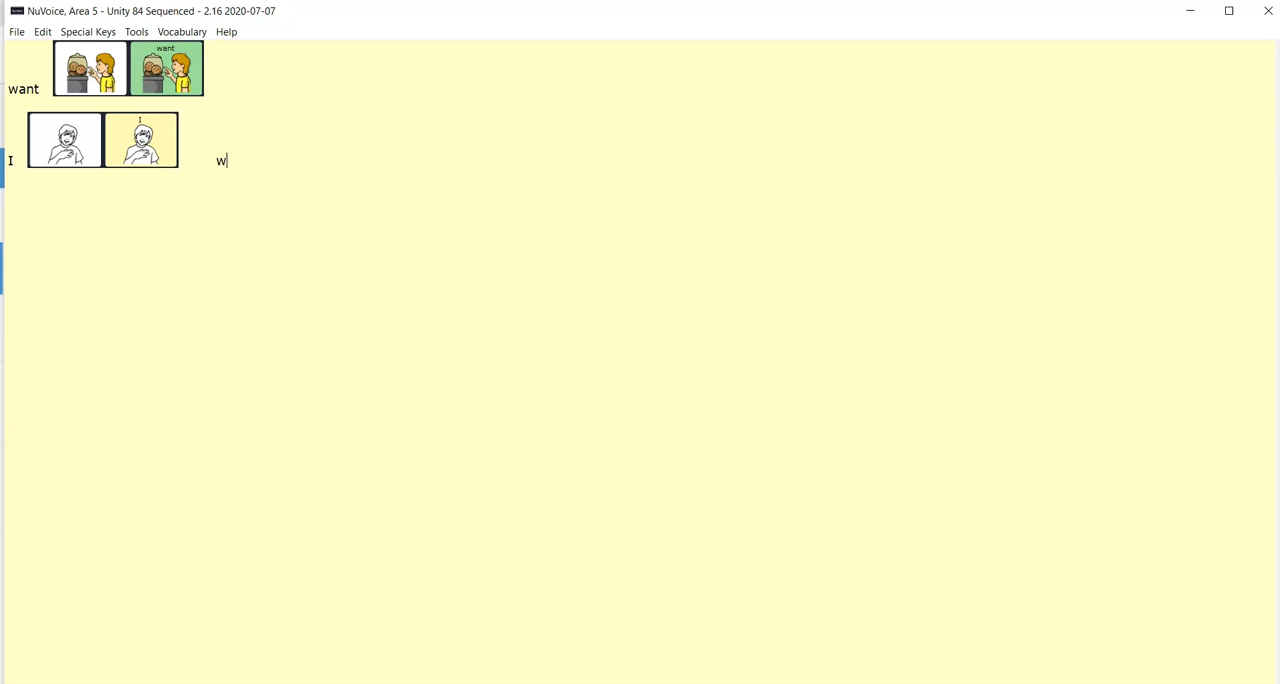 NuVoice, Area 5 - Unity 84 Sequenced - 2.16 2020-07-07
File Edit Special Keys Tools Vocabulary Help
want
want
I
I w